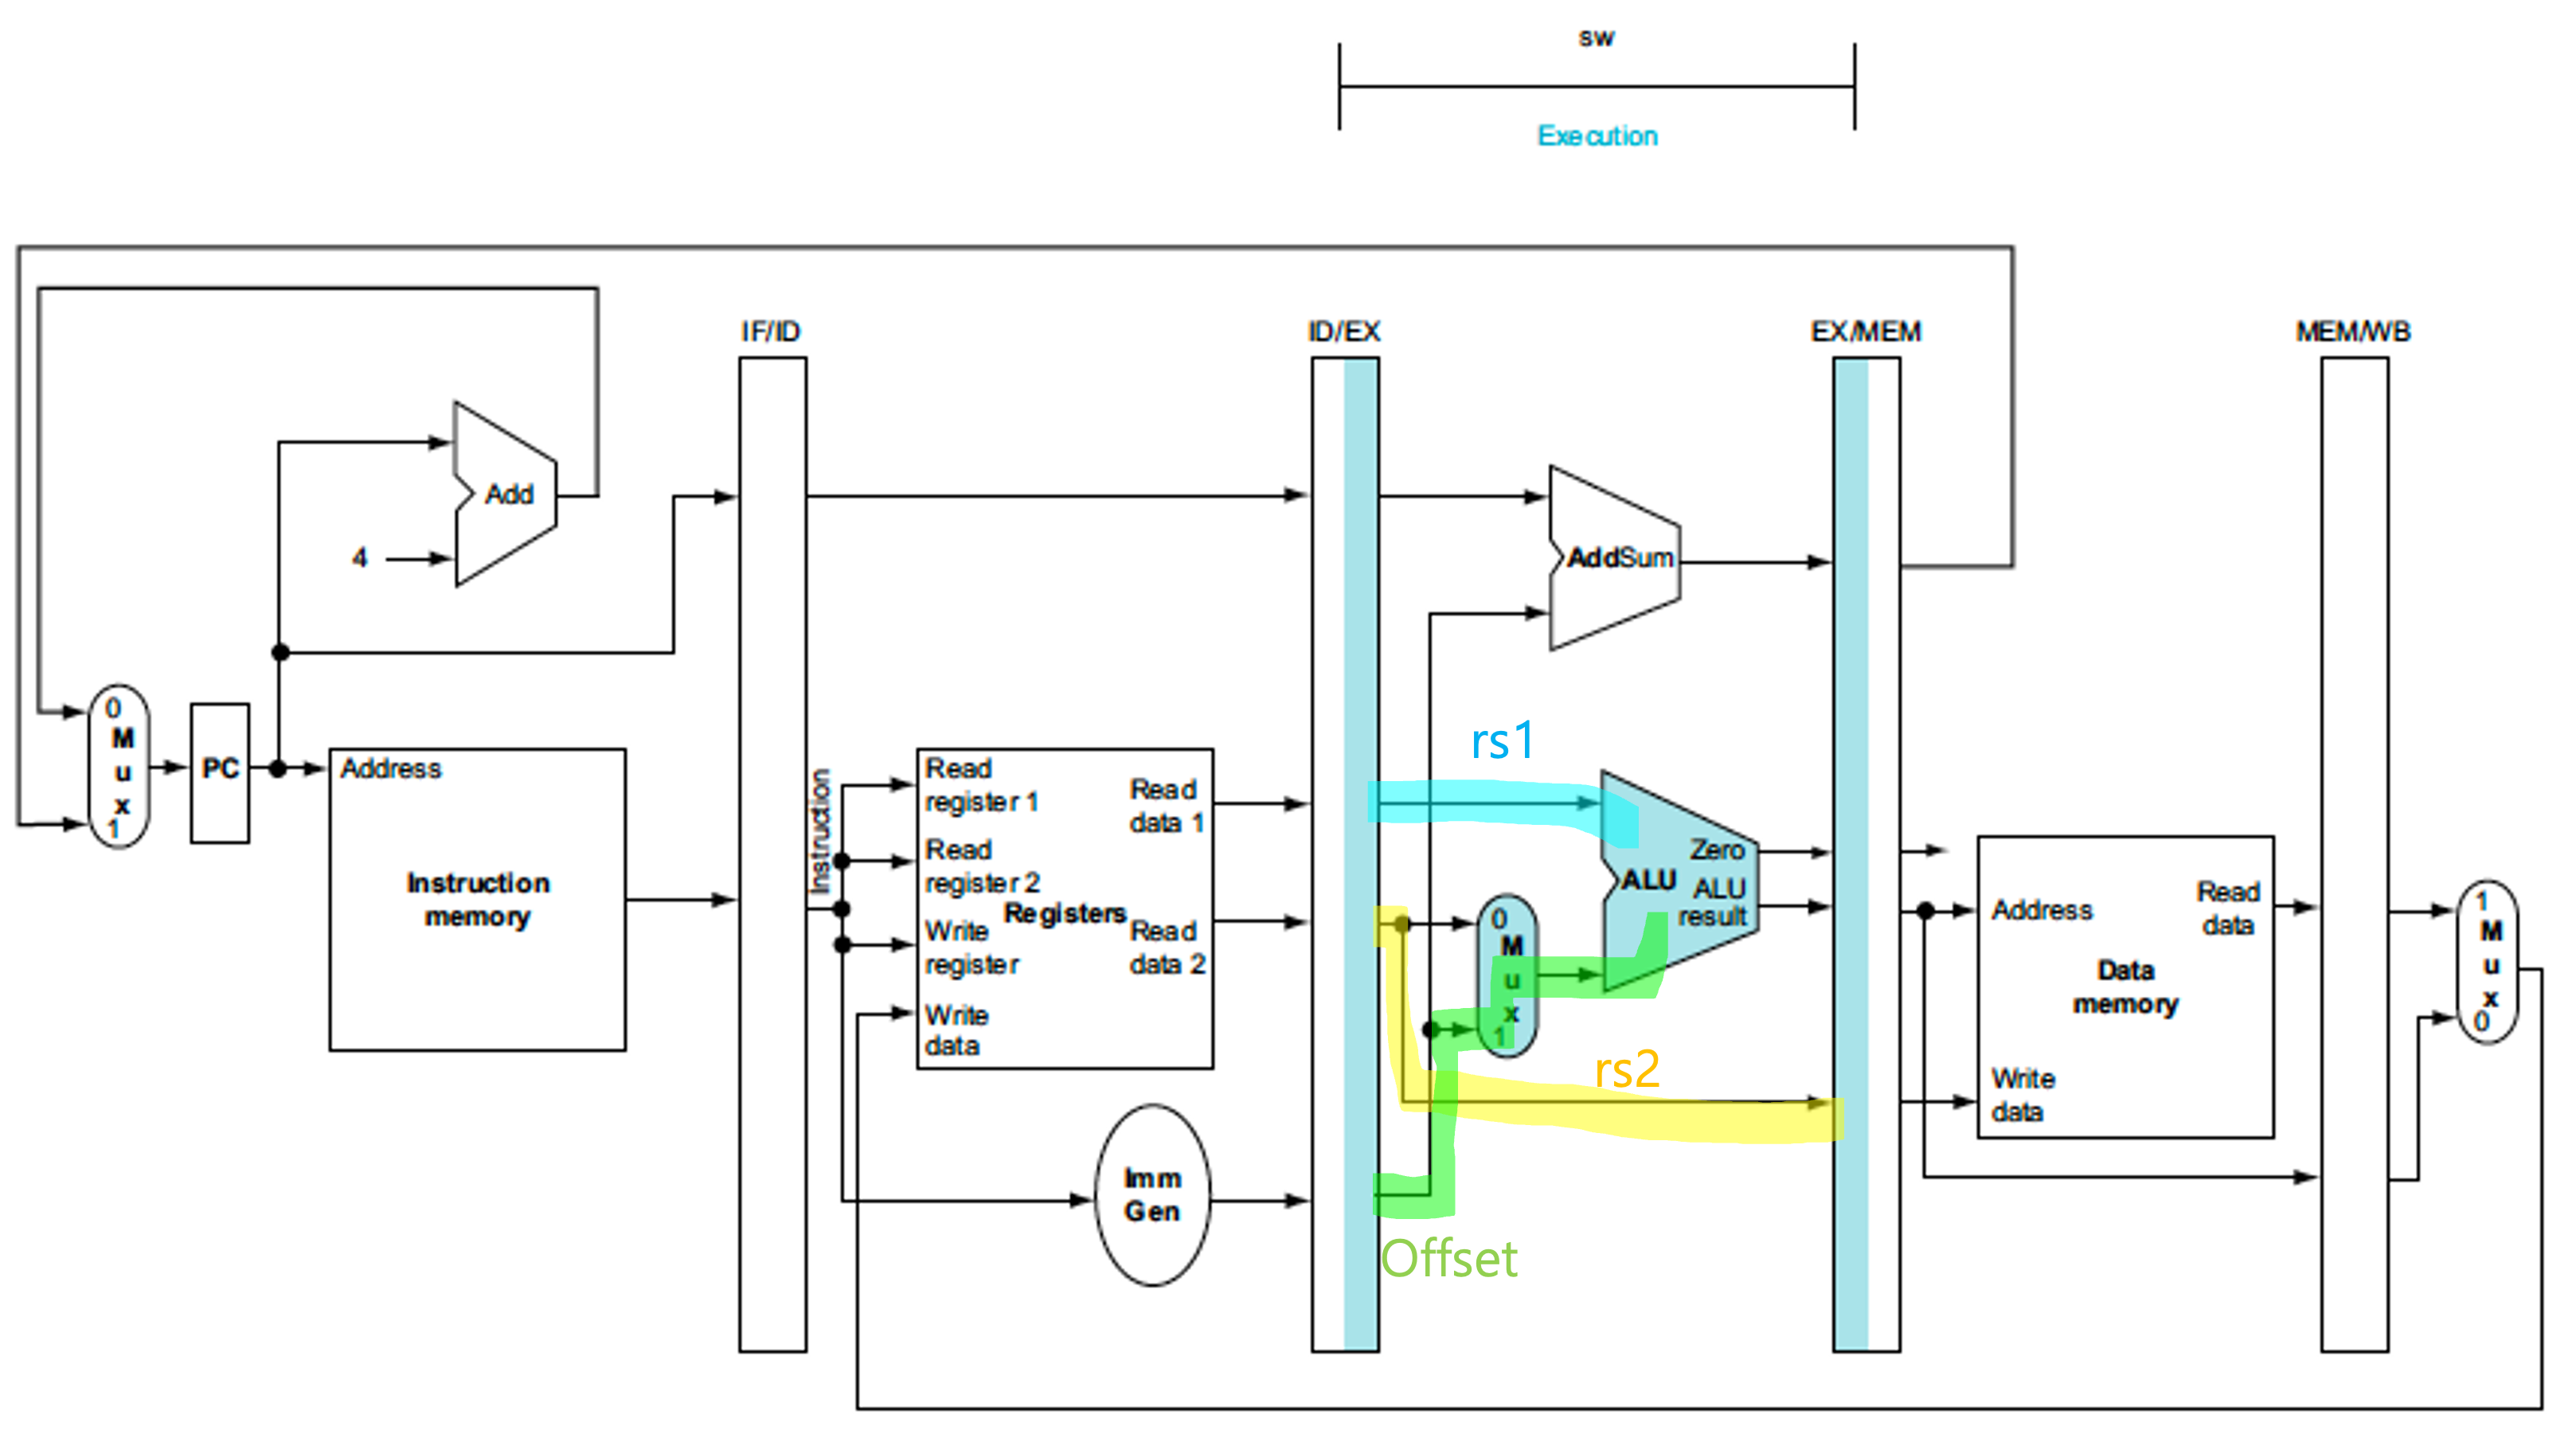 sw
Execution
IF/ID
ID/EX
EX/MEM
MEM/WB
Add
4
AddSum
0
M
u
x
1
PC
Address
Instruction
memory
Instruction
Read
register 1
Read
register 2
Write
register
Write
data
Registers
Read
data 1
Read
data 2
Imm
Gen
rs1
0
M
u
x
1
ALU
Zero
ALU
result
rs2
Offset
Address
Read
data
Data
memory
Write
data
1
M
u
x
0